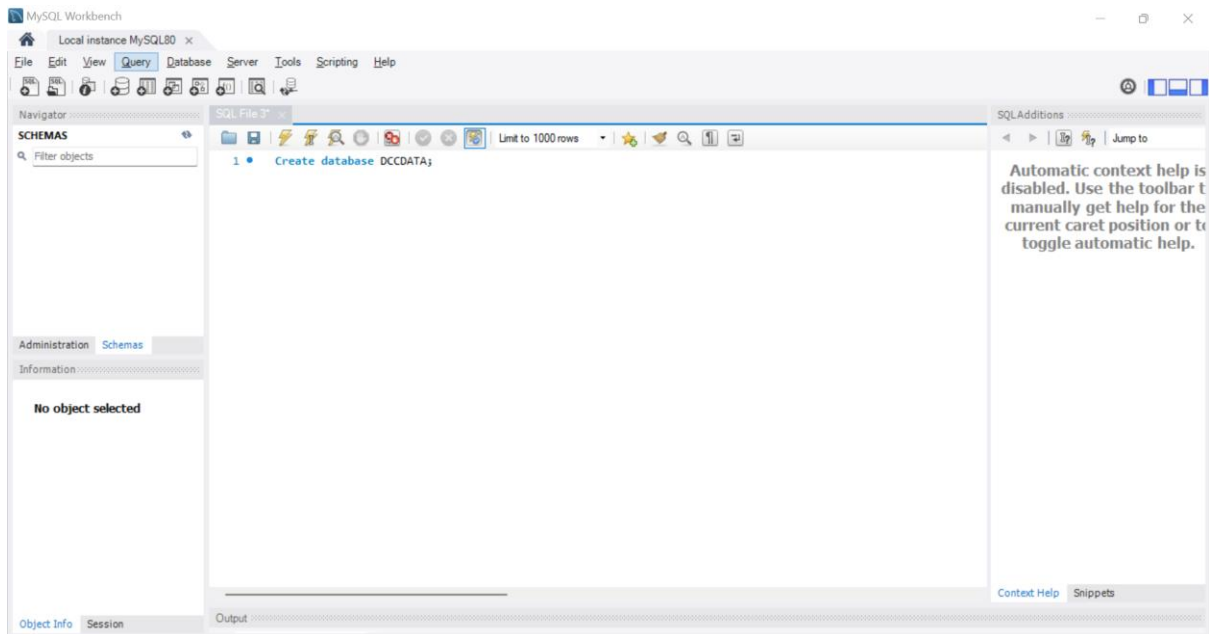 MySQL Workbench
Local instance MySQL80
File Edit View Query Database Server Tools Scripting Help
Navigator
SCHEMAS
Filter objects
Administration Schemas
Information
No object selected
Object Info Session
SQL File 3*
Limit to 1000 rows
1 Create database DCCDATA;
Output
SQLAdditions
Jump to
Automatic context help is
disabled. Use the toolbar t
manually get help for the
current caret position or to
toggle automatic help.
Context Help Snippets